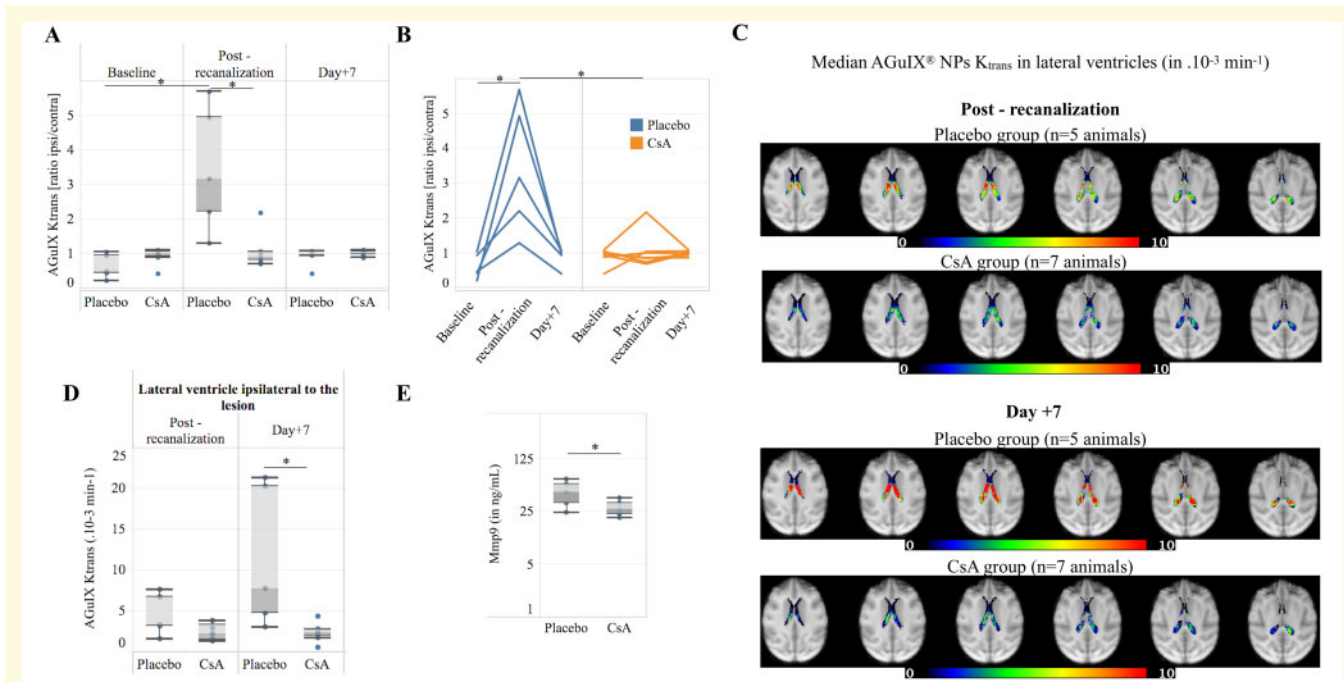 A
Post -
recanalization
Baseline
Day+7
*
*
AGuIX Ktrans [ratio ipsi/contra]
5
4
3
2
1
0
Placebo
CsA
Placebo
CsA
Placebo
CsA
B
*
*
AGuIX Ktrans [ratio ipsi/contra]
5
4
3
2
1
0
Placebo
CsA
Baseline
Post -
recanalization
Day+7
Baseline
Post -
recanalization
Day+7
C
Median AGuIX® NPs Ktrans in lateral ventricles (in .10-3 min-1)
Post - recanalization
Placebo group (n=5 animals)
0 10
CsA group (n=7 animals)
0 10
Day +7
Placebo group (n=5 animals)
0 10
CsA group (n=7 animals)
0 10
D
Lateral ventricle ipsilateral to the
lesion
Post -
recanalization
Day+7
*
AGuIX Ktrans (.10-3 min-1)
25
20
15
10
5
0
Placebo
CsA
Placebo
CsA
E
*
Mmp9 (in ng/mL)
125
25
5
1
Placebo
CsA